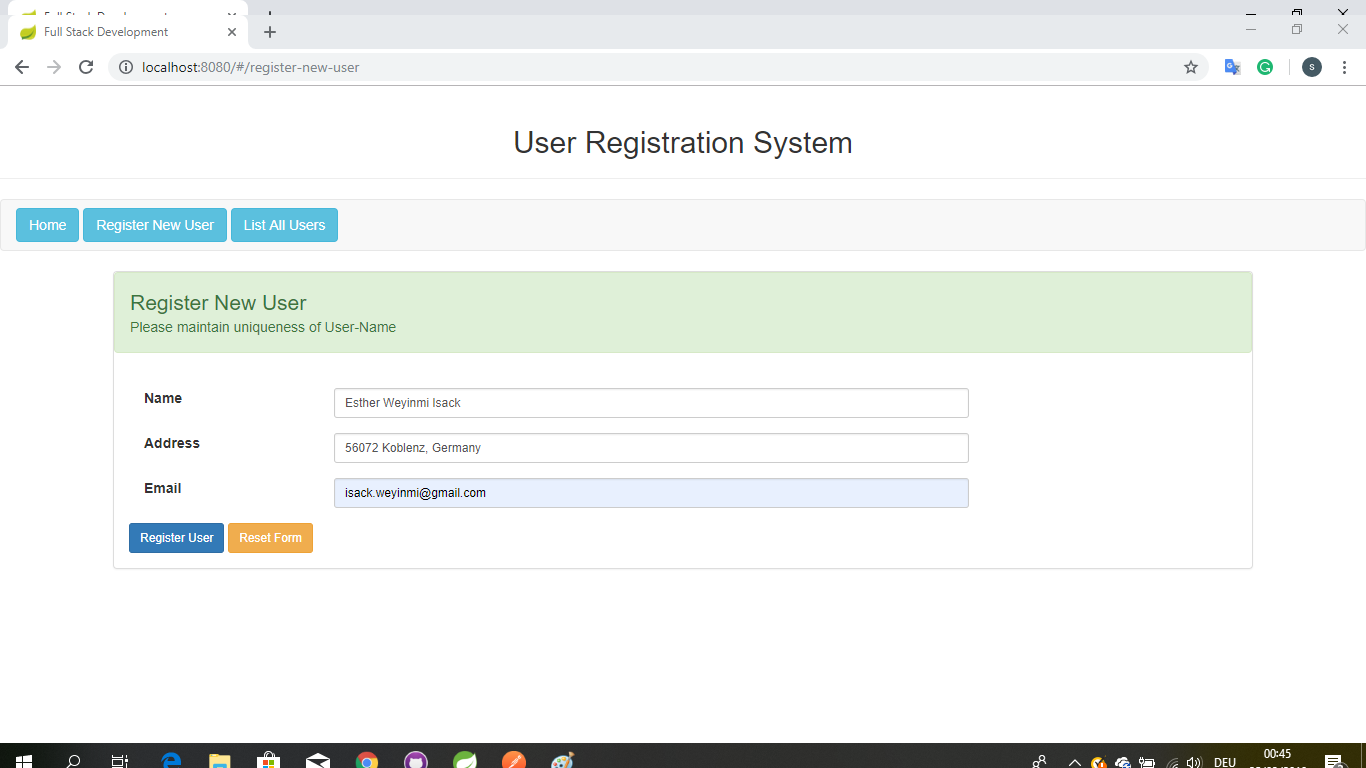 Full Stack Development
localhost:8080/#/register-new-user
S
User Registration System
Home Register New User List All Users
Register New User
Please maintain uniqueness of User-Name
Name Esther Weyinmi Isack
Address 56072 Koblenz, Germany
Email isack.weyinmi@gmail.com
Register User Reset Form
DEU 00:45